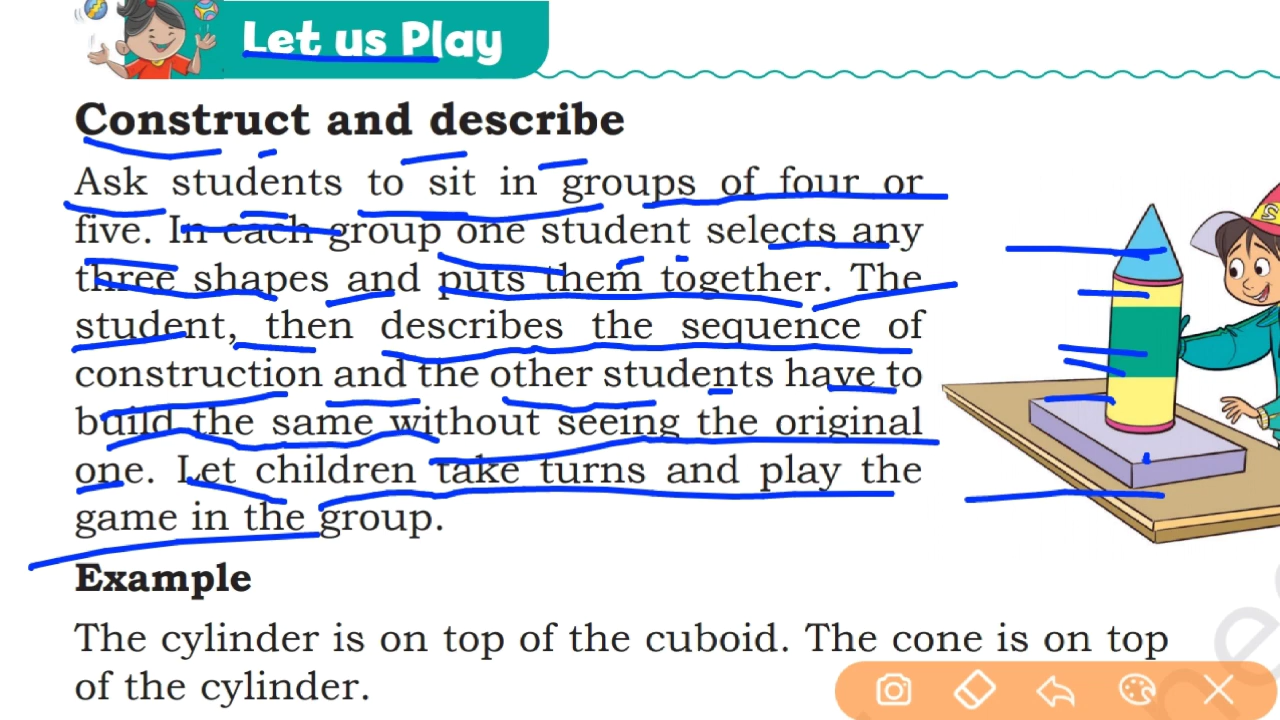 Let us Play
Construct and describe
Ask students to sit in groups of four or
five. In each group one student selects any
three shapes and puts them together. The
student, then describes the sequence of
construction and the other students have to
build the same without seeing the original
one. Let children take turns and play the
game in the group.
Example
The cylinder is on top of the cuboid. The cone is on top
of the cylinder.